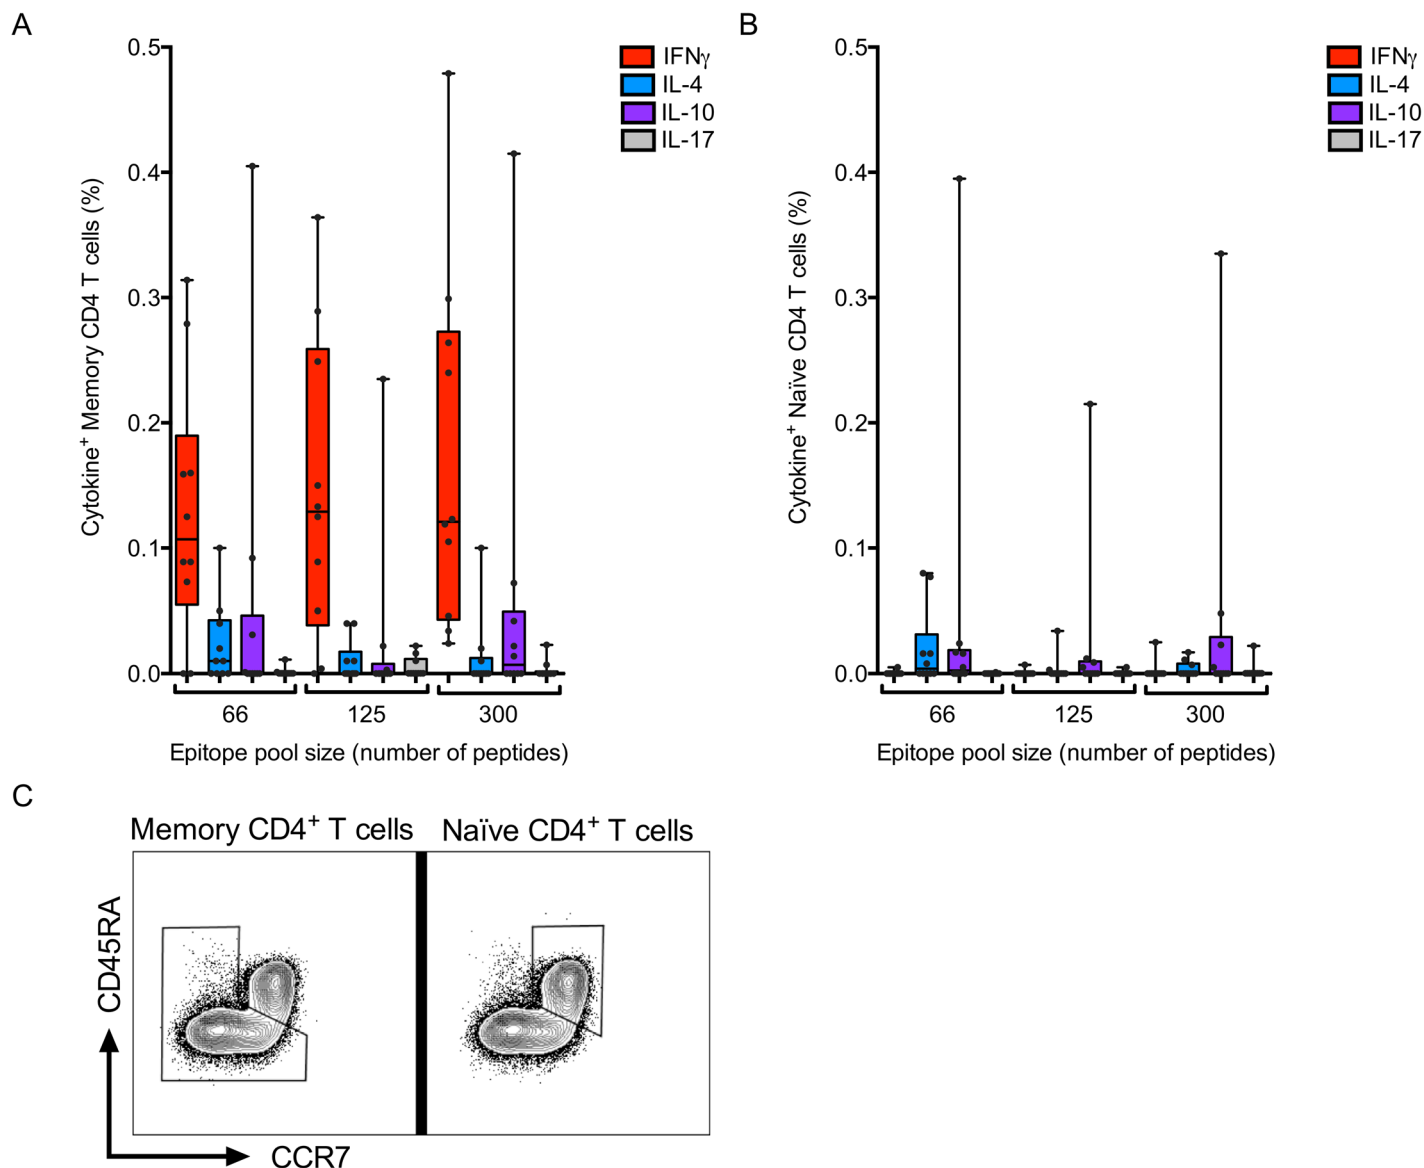 A
B
0.5
0.4
0.3
0.2
0.1
0.0
Cytokine⁺ Memory CD4 T cells (%)
IFNγ
IL-4
IL-10
IL-17
66
125
300
Epitope pool size (number of peptides)
0.5
0.4
0.3
0.2
0.1
0.0
Cytokine⁺ Naïve CD4 T cells (%)
IFNγ
IL-4
IL-10
IL-17
66
125
300
Epitope pool size (number of peptides)
C
Memory CD4⁺ T cells
Naïve CD4⁺ T cells
CD45RA
CCR7